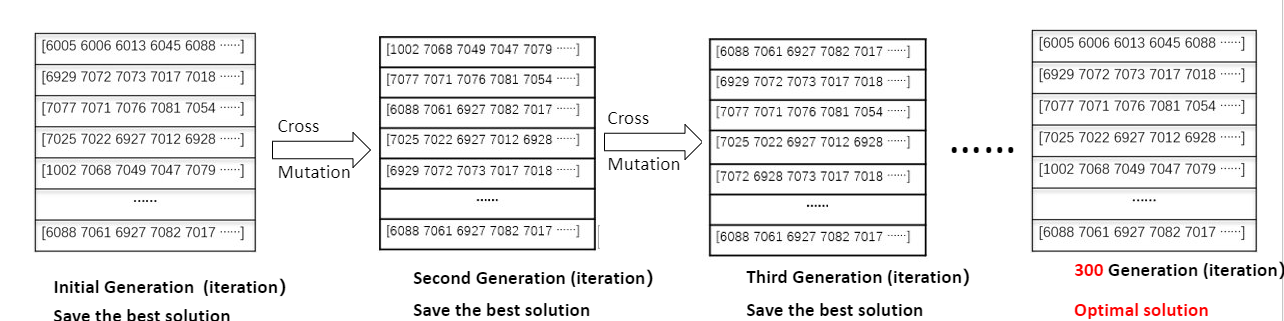 [6005 6006 6013 6045 6088 ······]
[6929 7072 7073 7017 7018 ······]
[7077 7071 7076 7081 7054 ······]
[7025 7022 6927 7012 6928 ······]
[1002 7068 7049 7047 7079 ······]
······
[6088 7061 6927 7082 7017 ······]
Initial Generation (iteration)
Save the best solution
Cross
Mutation
[1002 7068 7049 7047 7079 ······]
[7077 7071 7076 7081 7054 ······]
[6088 7061 6927 7082 7017 ······]
[7025 7022 6927 7012 6928 ······]
[6929 7072 7073 7017 7018 ······]
······
[6088 7061 6927 7082 7017 ······]
Second Generation (iteration)
Save the best solution
Cross
Mutation
[6088 7061 6927 7082 7017 ······]
[6929 7072 7073 7017 7018 ······]
[7077 7071 7076 7081 7054 ······]
[7025 7022 6927 7012 6928 ······]
[7072 6928 7073 7017 7018 ······]
······
[6088 7061 6927 7082 7017 ······]
Third Generation (iteration)
Save the best solution
······
[6005 6006 6013 6045 6088 ······]
[6929 7072 7073 7017 7018 ······]
[7077 7071 7076 7081 7054 ······]
[7025 7022 6927 7012 6928 ······]
[1002 7068 7049 7047 7079 ······]
······
[6088 7061 6927 7082 7017 ······]
300 Generation (iteration)
Optimal solution